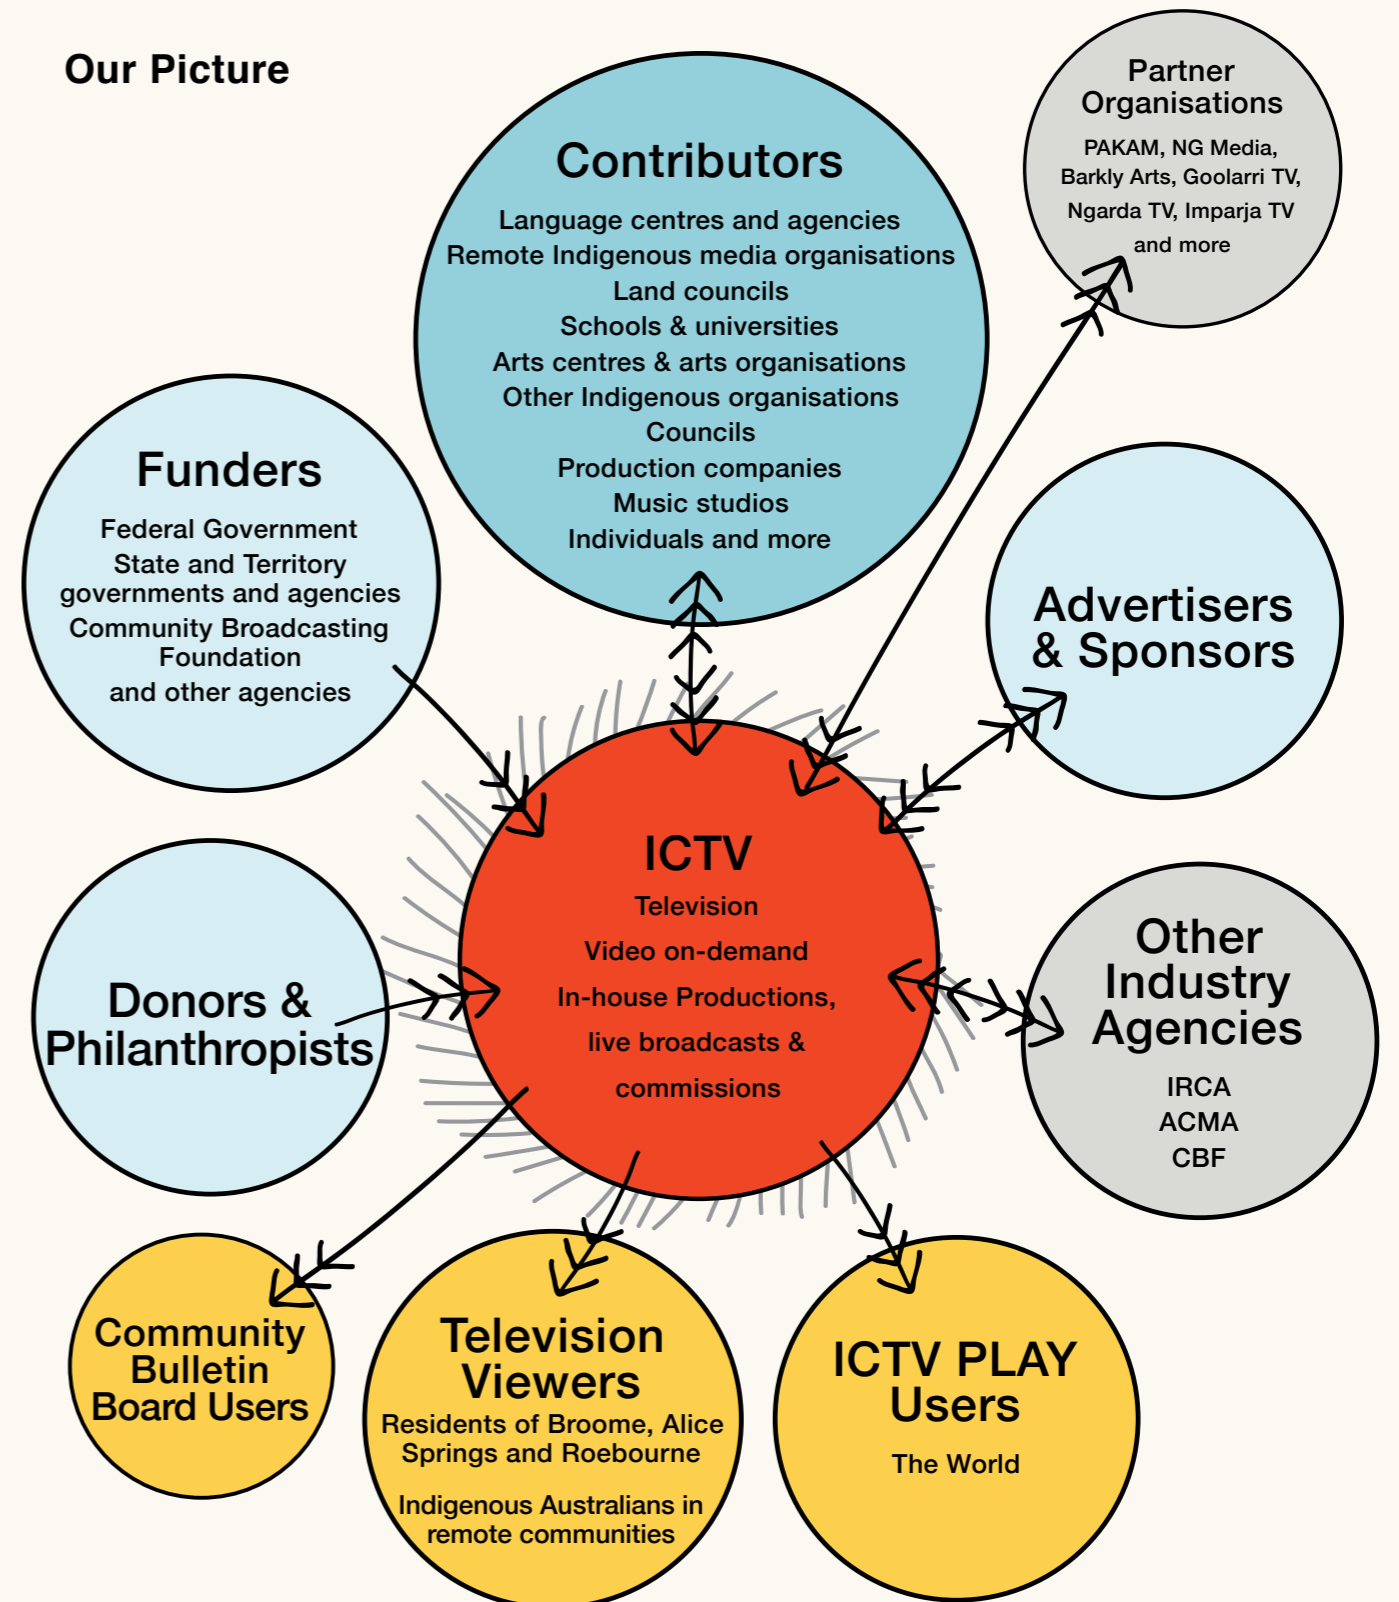 Our Picture
Partner
Organisations
PAKAM, NG Media,
Barkly Arts, Goolarri TV,
Ngarda TV, Imparja TV
and more
Contributors
Language centres and agencies
Remote Indigenous media organisations
Land councils
Schools & universities
Arts centres & arts organisations
Other Indigenous organisations
Councils
Production companies
Music studios
Individuals and more
Funders
Federal Government
State and Territory
governments and agencies
Community Broadcasting
Foundation
and other agencies
Advertisers
& Sponsors
ICTV
Television
Video on-demand
In-house Productions,
live broadcasts &
commissions
Donors &
Philanthropists
Other
Industry
Agencies
IRCA
ACMA
CBF
Community
Bulletin
Board Users
Television
Viewers
Residents of Broome, Alice
Springs and Roebourne
Indigenous Australians in
remote communities
ICTV PLAY
Users
The World